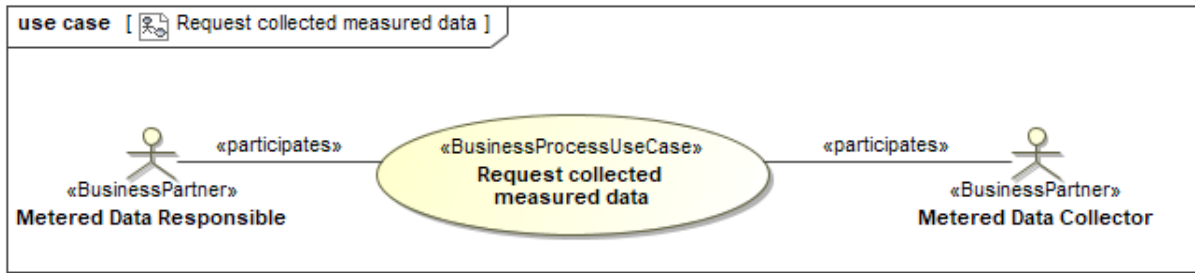 use case [ Request collected measured data ]
«participates»
«BusinessProcessUseCase»
«participates»
Request collected
measured data
«BusinessPartner»
«BusinessPartner»
Metered Data Responsible
Metered Data Collector